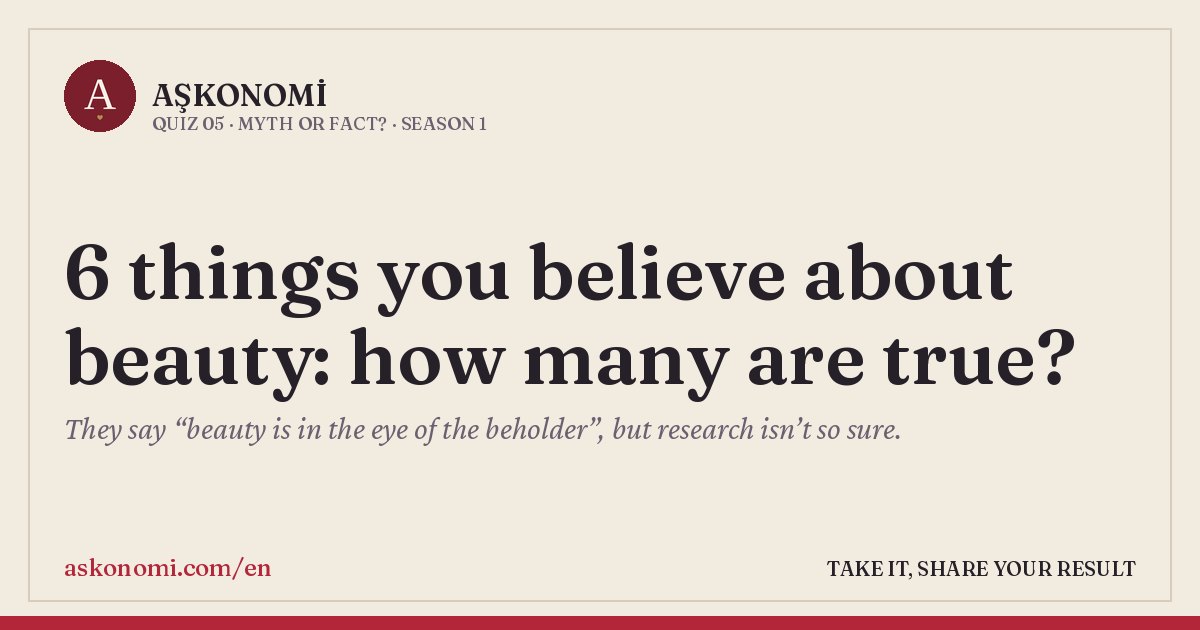 A
AŞKONOMİ
QUIZ 05 · MYTH OR FACT? · SEASON 1
6 things you believe about
beauty: how many are true?
They say “beauty is in the eye of the beholder”, but research isn’t so sure.
askonomi.com/en
TAKE IT, SHARE YOUR RESULT